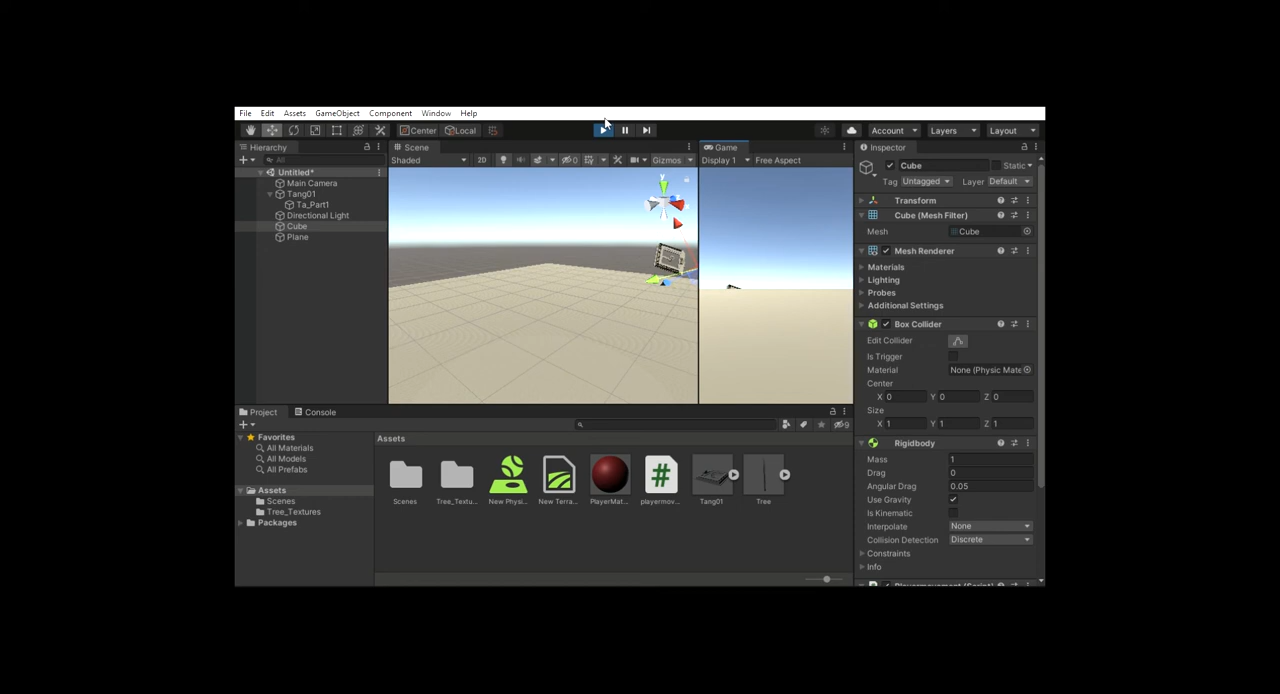 File Edit Assets GameObject Component Window Help
Center Local Account Layers Layout
Hierarchy
All
Untitled*
Main Camera
Tang01
Ta_Part1
Directional Light
Cube
Plane
Scene
Shaded 2D 0 Gizmos
y
Game
Display 1 Free Aspect
Inspector
Cube Static
Tag Untagged Layer Default
Transform
Cube (Mesh Filter)
Mesh Cube
Mesh Renderer
Materials
Lighting
Probes
Additional Settings
Box Collider
Edit Collider
Is Trigger
Material None (Physic Mate
Center
X 0 Y 0 Z 0
Size
X 1 Y 1 Z 1
Rigidbody
Mass 1
Drag 0
Angular Drag 0.05
Use Gravity
Is Kinematic
Interpolate None
Collision Detection Discrete
Constraints
Info
Project Console
9
Favorites
All Materials
All Models
All Prefabs
Assets
Scenes
Tree_Textures
Packages
Assets
Scenes Tree_Textu... New Physi... New Terra... PlayerMat... playermov... Tang01 Tree